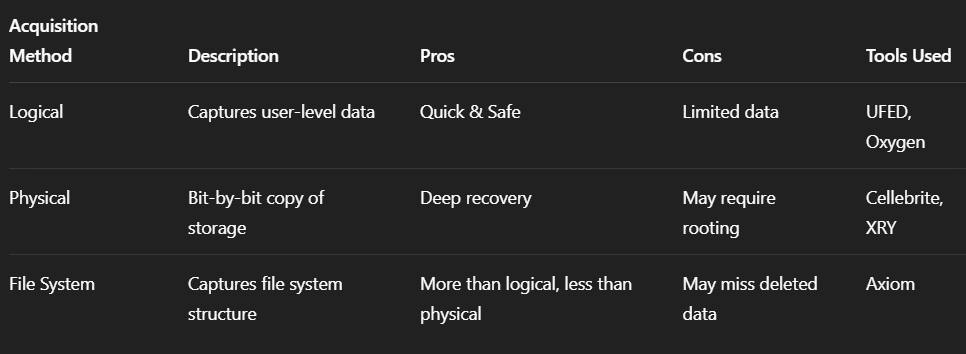 Acquisition
Method Description Pros Cons Tools Used
Logical Captures user-level data Quick & Safe Limited data UFED,
Oxygen
Physical Bit-by-bit copy of Deep recovery May require Cellebrite,
storage rooting XRY
File System Captures file system More than logical, less than May miss deleted Axiom
structure physical data